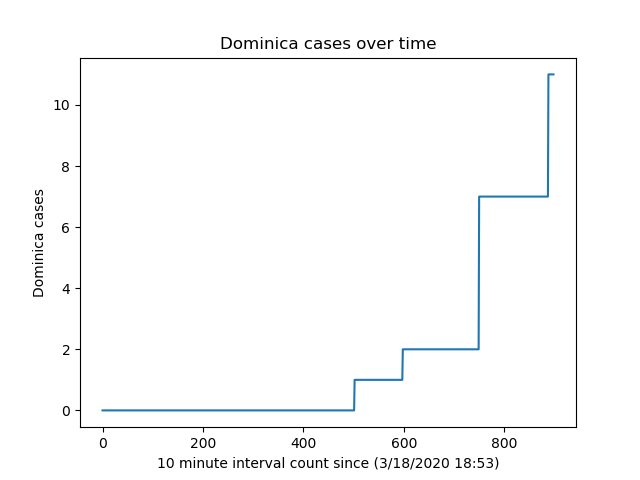 Dominica cases over time
10
8
6
4
2
0
Dominica cases
0 200 400 600 800
10 minute interval count since (3/18/2020 18:53)